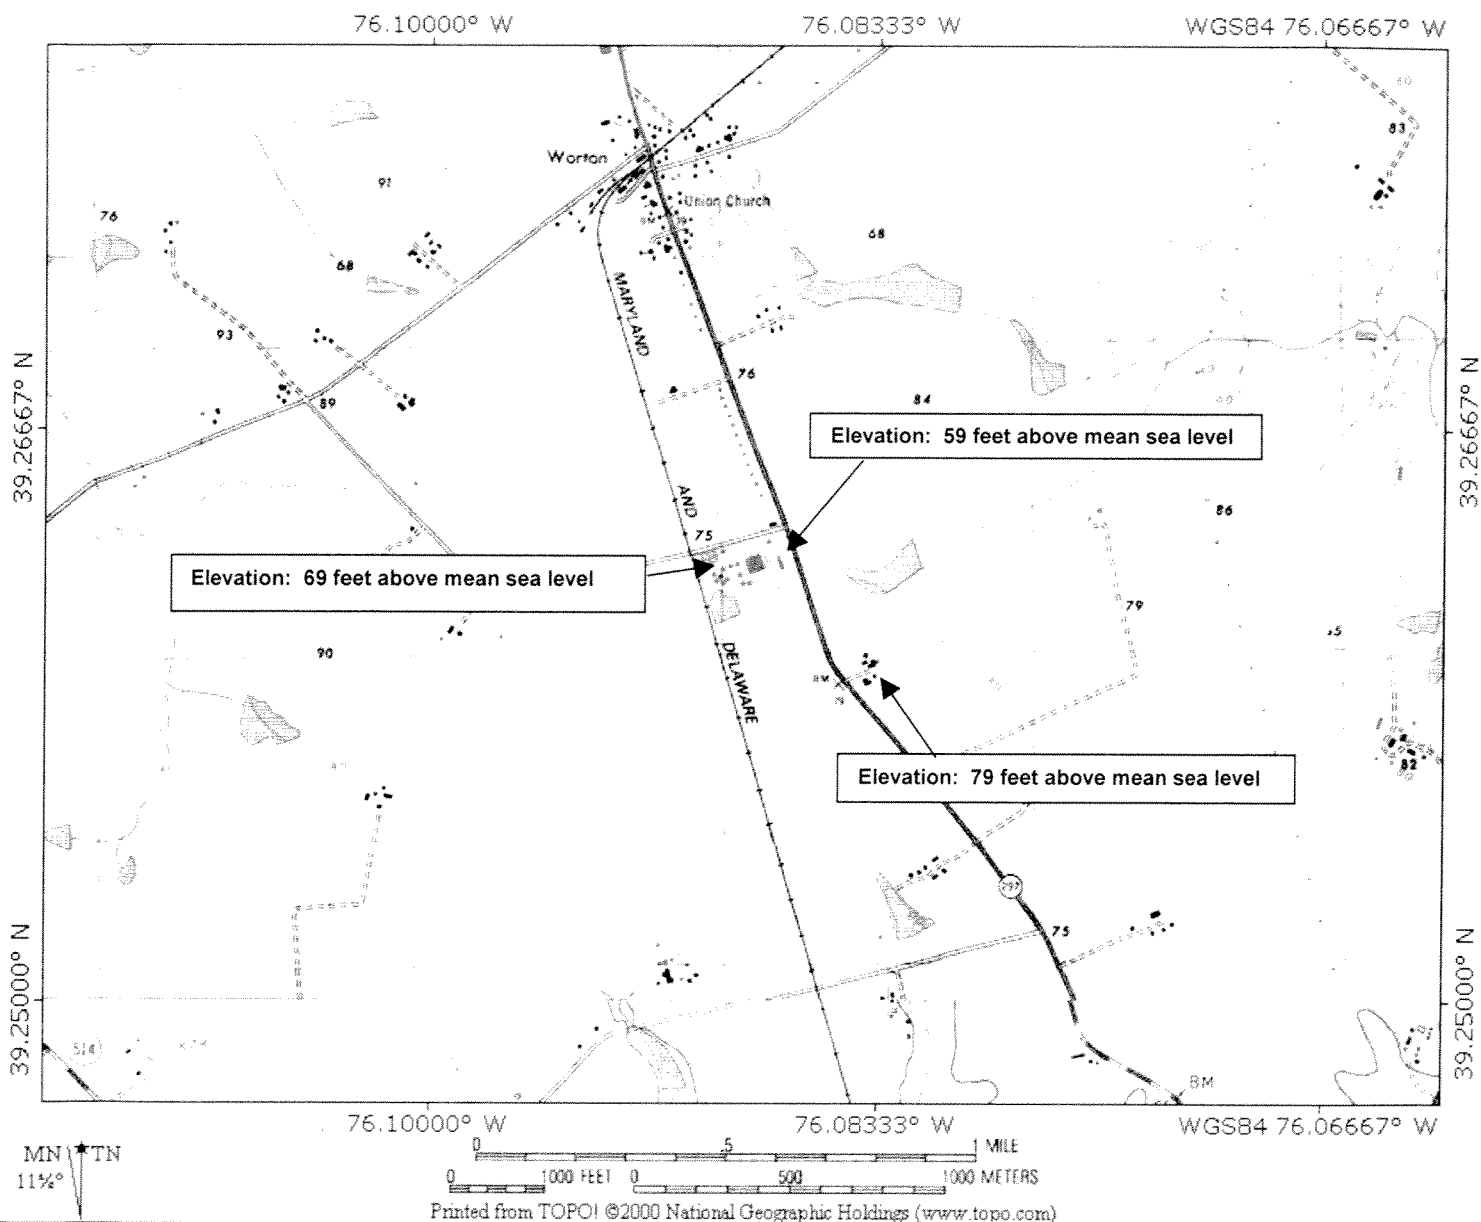 76.10000° W
76.08333° W
WGS84 76.06667° W
83
Worton
91
Union Church
76
68
68
MARYLAND
93
76
39.26667° N
39.26667° N
89
84
Elevation: 59 feet above mean sea level
AND
86
75
Elevation: 69 feet above mean sea level
79
90
DELAWARE
BM
Elevation: 79 feet above mean sea level
82
297
75
39.25000° N
39.25000° N
BM
76.10000° W
76.08333° W
WGS84 76.06667° W
MN TN
11½°
0 .5 1 MILE
0 1000 FEET 0 500 1000 METERS
Printed from TOPO! ©2000 National Geographic Holdings (www.topo.com)